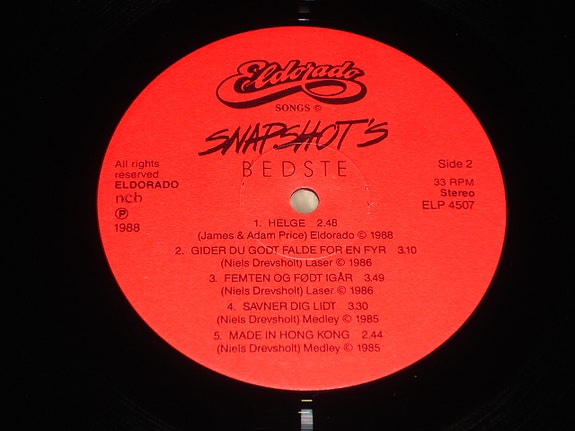 Eldorado
SONGS ©
SNAPSHOT'S
BEDSTE
All rights
reserved
ELDORADO
ncb
Ⓟ
1988
Side 2
33 RPM
Stereo
ELP 4507
1. HELGE 2.48
(James & Adam Price) Eldorado © 1988
2. GIDER DU GODT FALDE FOR EN FYR 3.10
(Niels Drevsholt) Laser © 1986
3. FEMTEN OG FØDT IGÅR 3.49
(Niels Drevsholt) Laser © 1986
4. SAVNER DIG LIDT 3.30
(Niels Drevsholt) Medley © 1985
5. MADE IN HONG KONG 2.44
(Niels Drevsholt) Medley © 1985